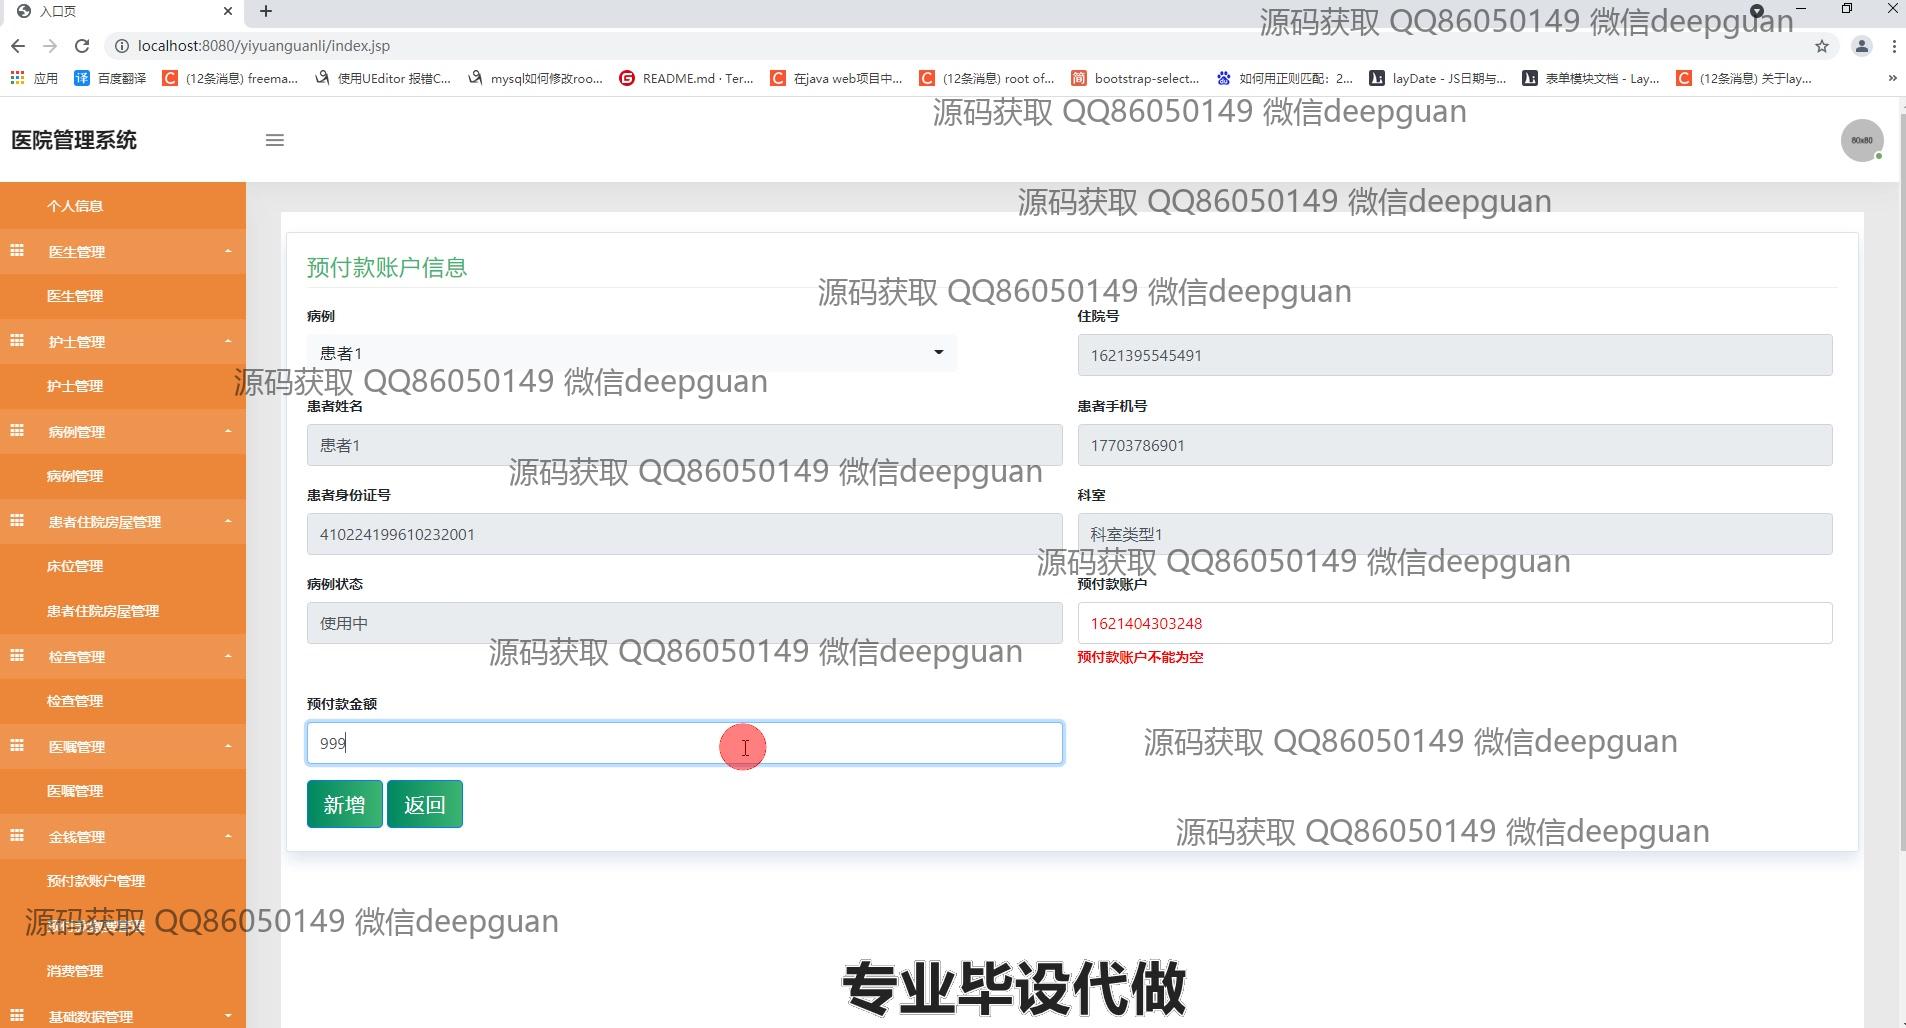 入口页
源码获取 QQ86050149 微信deepguan
localhost:8080/yiyuanguanli/index.jsp
应用
百度翻译
(12条消息) freema...
使用UEditor 报错C...
mysql如何修改roo...
README.md · Ter...
在java web项目中...
(12条消息) root of...
bootstrap-select...
如何用正则匹配：2...
layDate - JS日期与...
表单模块文档 - Lay...
(12条消息) 关于lay...
»
源码获取 QQ86050149 微信deepguan
医院管理系统
80x80
源码获取 QQ86050149 微信deepguan
个人信息
医生管理
医生管理
护士管理
护士管理
病例管理
病例管理
患者住院房屋管理
床位管理
患者住院房屋管理
检查管理
检查管理
医嘱管理
医嘱管理
金钱管理
预付款账户管理
消费管理
基础数据管理
预付款账户信息
源码获取 QQ86050149 微信deepguan
病例
住院号
患者1
1621395545491
源码获取 QQ86050149 微信deepguan
患者姓名
患者手机号
患者1
17703786901
源码获取 QQ86050149 微信deepguan
患者身份证号
科室
410224199610232001
科室类型1
源码获取 QQ86050149 微信deepguan
病例状态
预付款账户
使用中
1621404303248
源码获取 QQ86050149 微信deepguan
预付款账户不能为空
预付款金额
999
源码获取 QQ86050149 微信deepguan
新增
返回
源码获取 QQ86050149 微信deepguan
源码获取 QQ86050149 微信deepguan
专业毕设代做